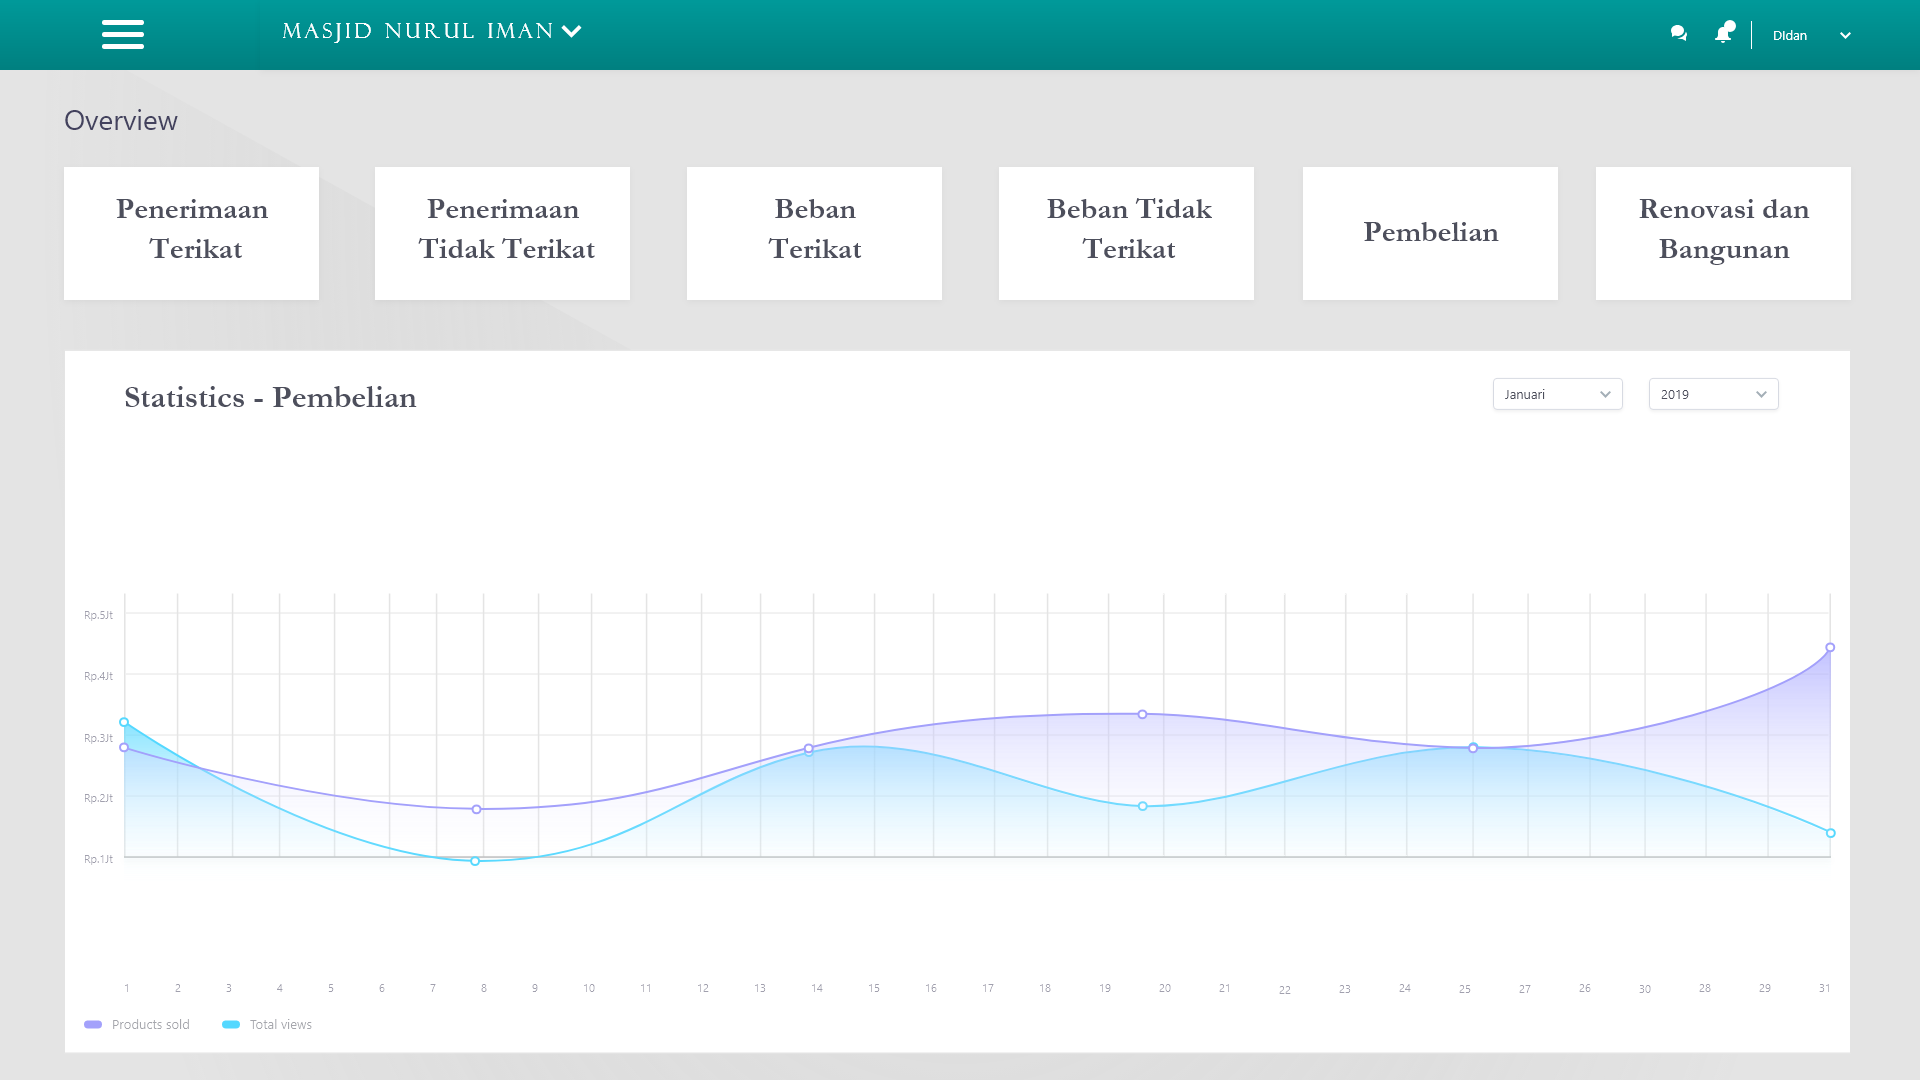 MASJID NURUL IMAN
Didan
Overview
Penerimaan
Terikat
Penerimaan
Tidak Terikat
Beban
Terikat
Beban Tidak
Terikat
Pembelian
Renovasi dan
Bangunan
Statistics - Pembelian
Januari
2019
Rp.5Jt
Rp.4Jt
Rp.3Jt
Rp.2Jt
Rp.1Jt
1 2 3 4 5 6 7 8 9 10 11 12 13 14 15 16 17 18 19 20 21 22 23 24 25 27 26 30 28 29 31
Products sold
Total views